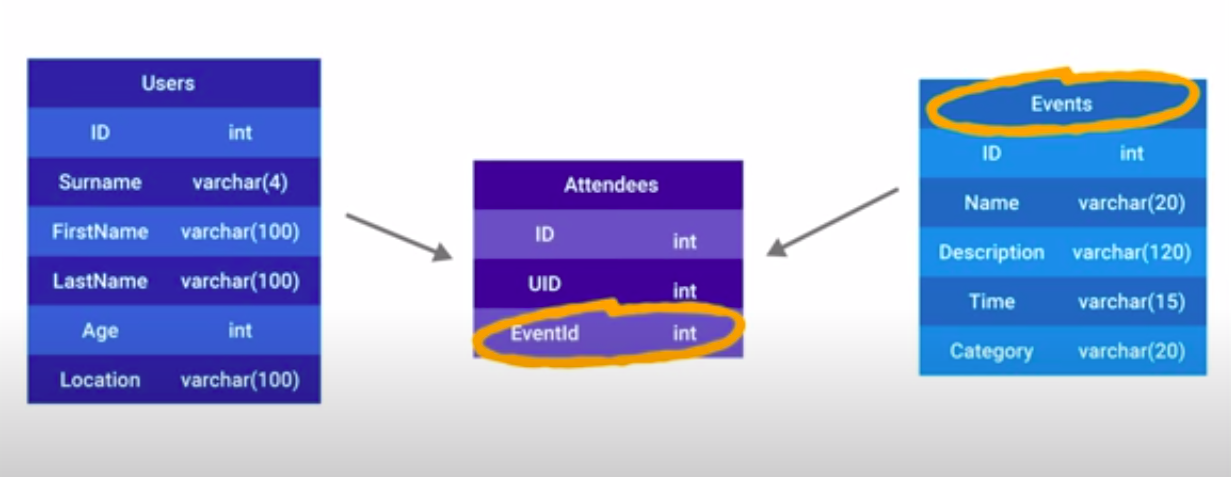 Users
ID int
Surname varchar(4)
FirstName varchar(100)
LastName varchar(100)
Age int
Location varchar(100)
Attendees
ID int
UID int
EventId int
Events
ID int
Name varchar(20)
Description varchar(120)
Time varchar(15)
Category varchar(20)